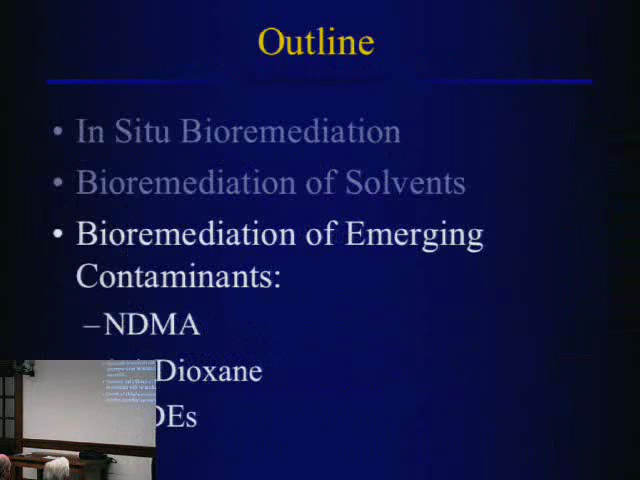 Outline
• In Situ Bioremediation
• Bioremediation of Solvents
• Bioremediation of Emerging
Contaminants:
–NDMA
Dioxane
DEs